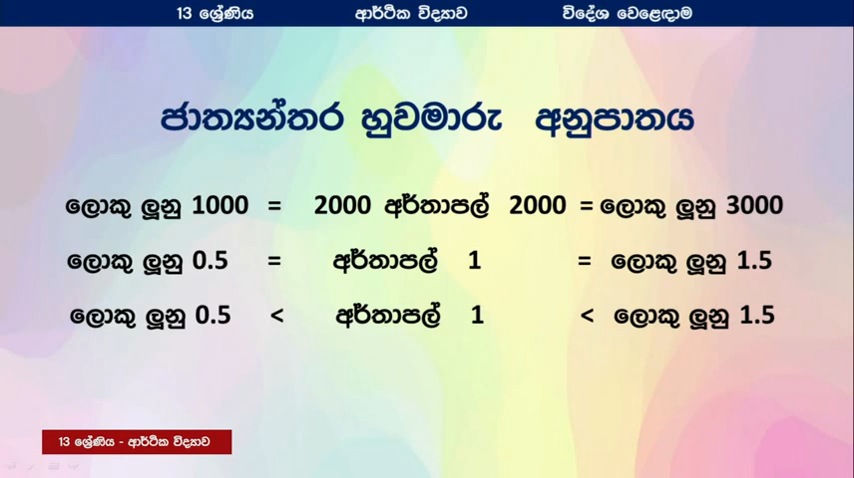 13 ශ්‍රේණිය ආර්ථික විද්‍යාව විදේශ වෙළෙඳාම
ජාත්‍යන්තර හුවමාරු අනුපාතය
ලොකු ලූනු 1000 = 2000 අර්තාපල් 2000 = ලොකු ලූනු 3000
ලොකු ලූනු 0.5 = අර්තාපල් 1 = ලොකු ලූනු 1.5
ලොකු ලූනු 0.5 < අර්තාපල් 1 < ලොකු ලූනු 1.5
13 ශ්‍රේණිය - ආර්ථික විද්‍යාව